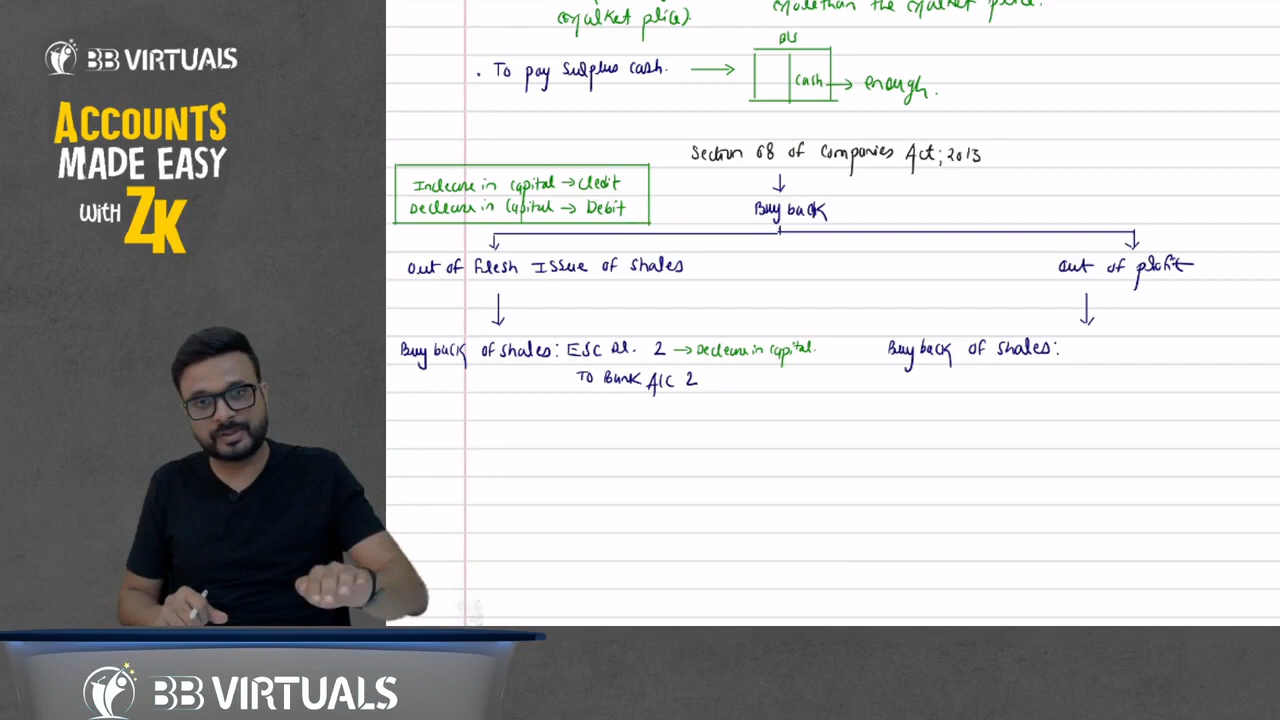 BB VIRTUALS
ACCOUNTS
MADE EASY
WITH ZK
market price).
more than the market price.
B/S
. To pay surplus cash. → cash → enough.
Section 68 of Companies Act, 2013
Increase in capital → Credit
Decrease in Capital → Debit
Buy back
Out of Fresh Issue of shares
Out of profit
Buy back of shares: ESC Dr. 2 → Decrease in capital.
To Bank A/C 2
Buy back of shares:
BB VIRTUALS